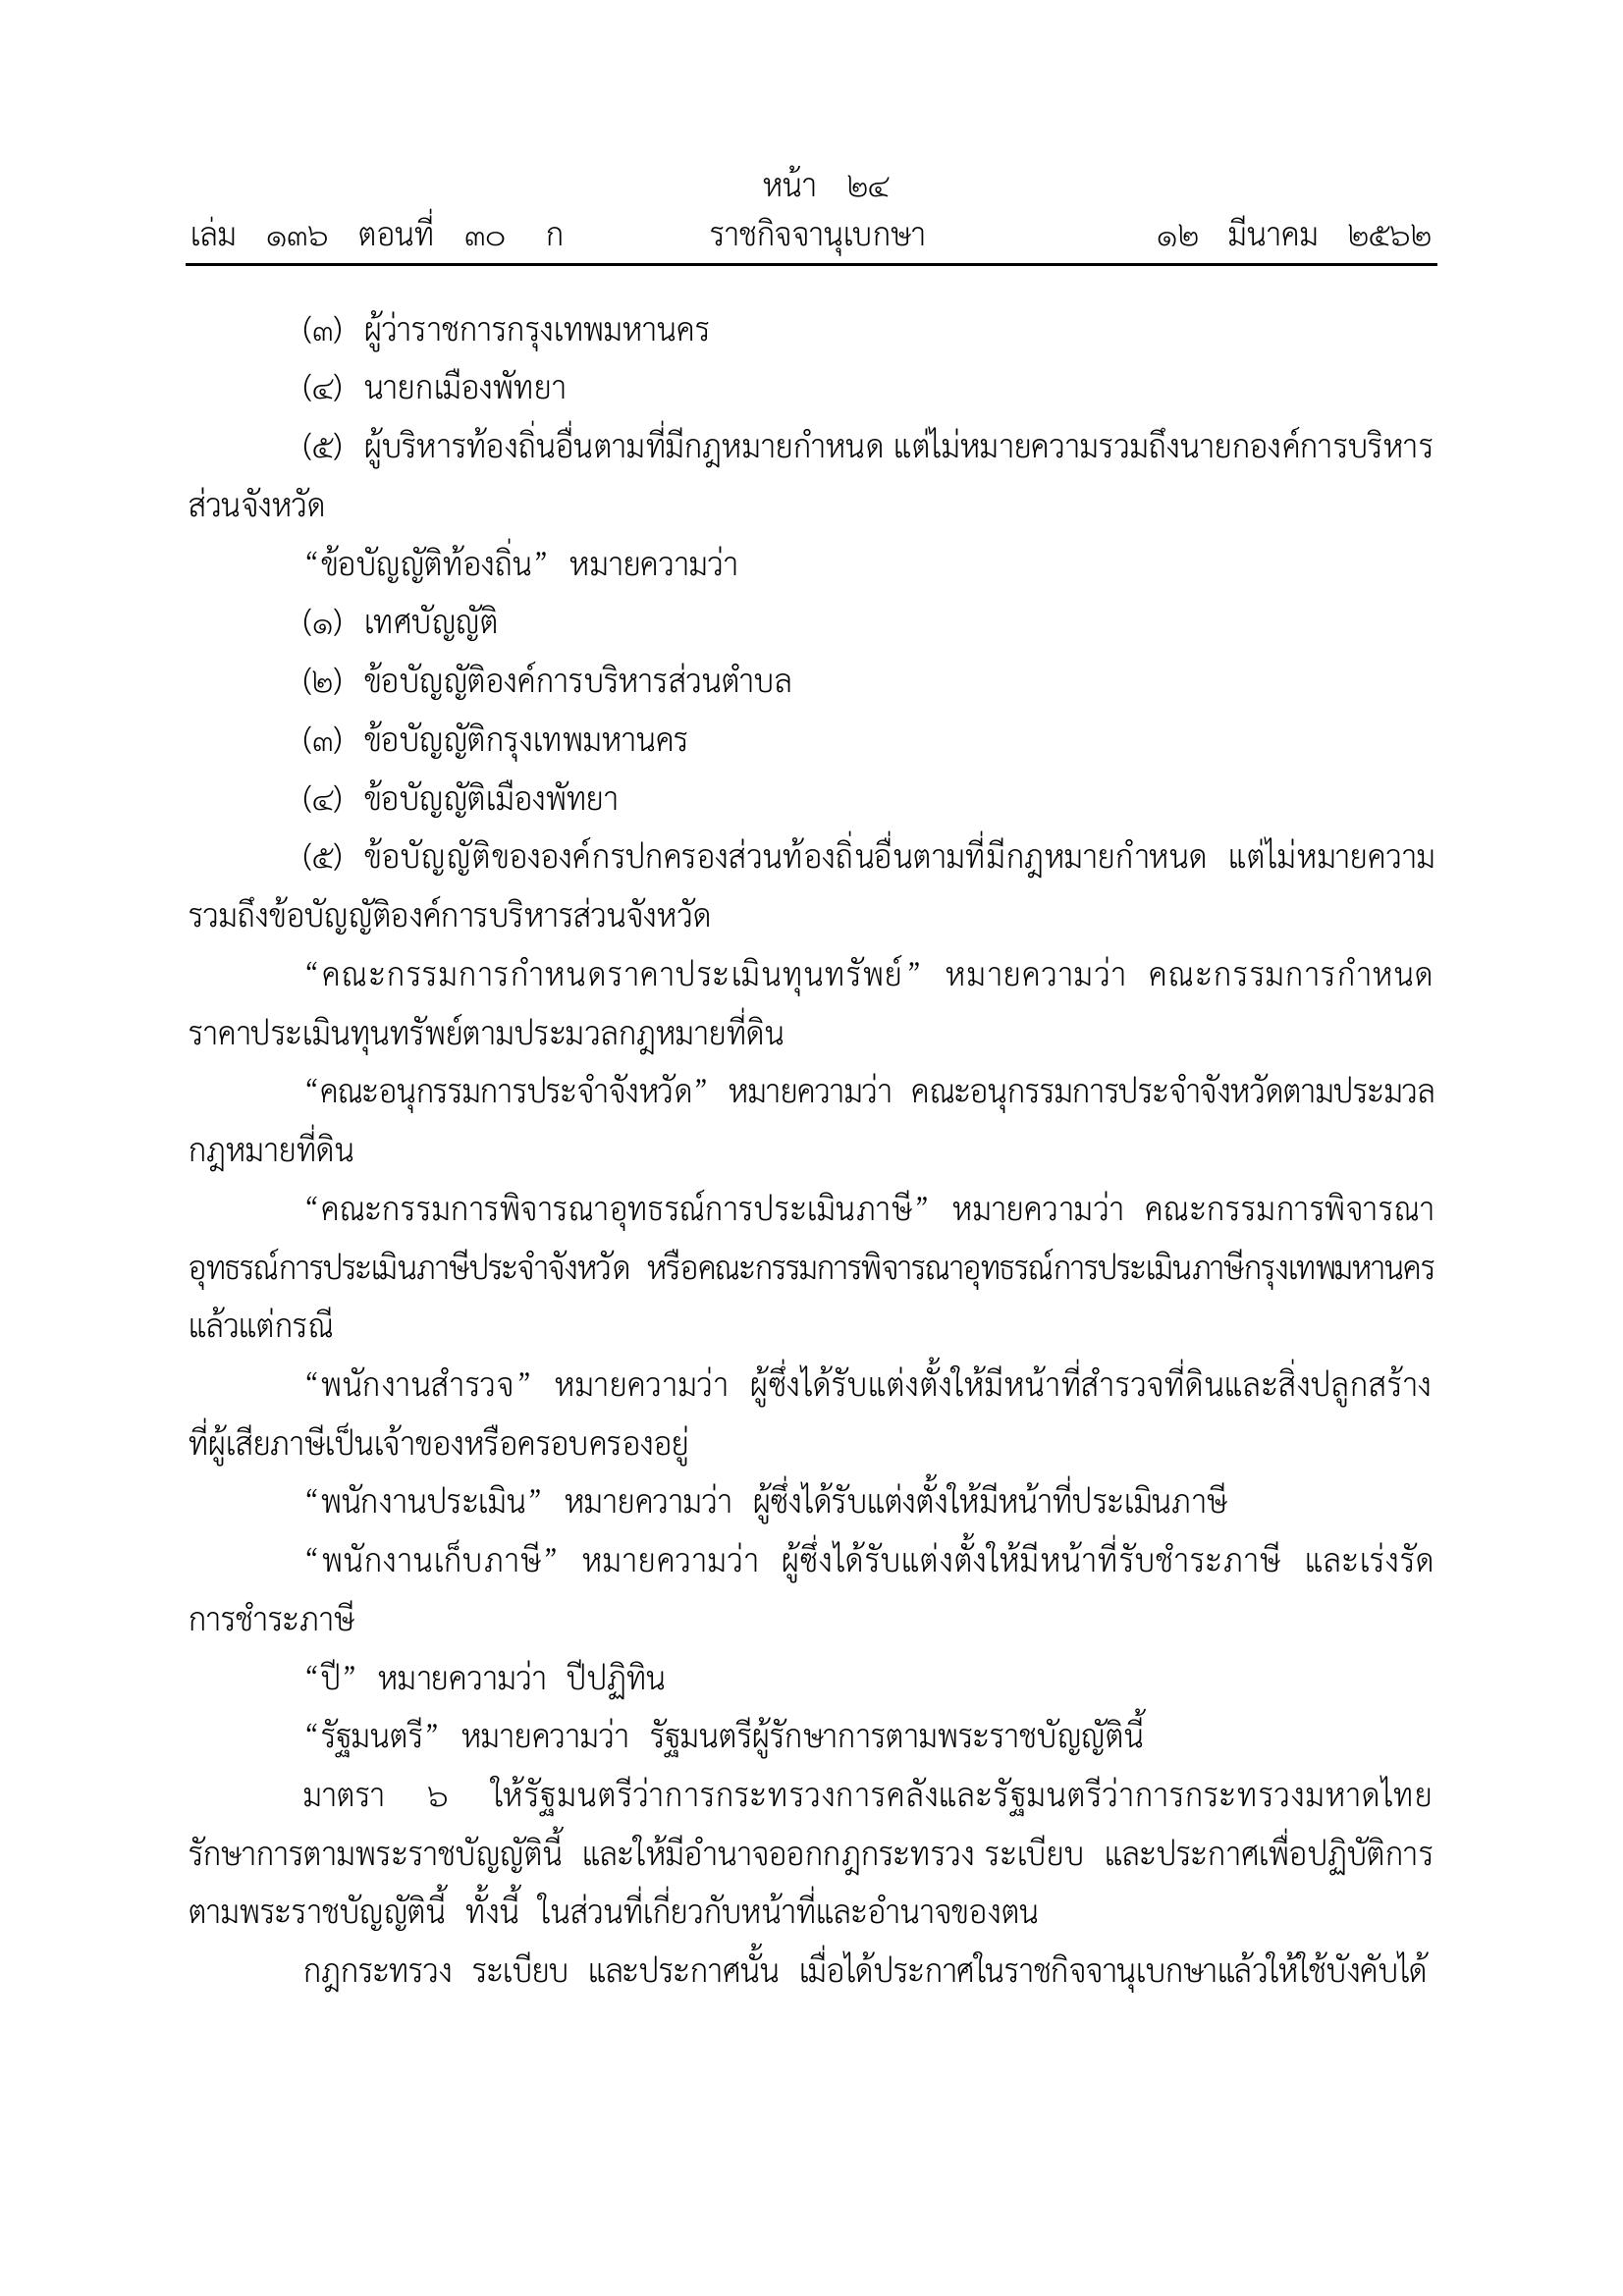 หน้า ๒๔
เล่ม ๑๓๖ ตอนที่ ๓๐ ก ราชกิจจานุเบกษา ๑๒ มีนาคม ๒๕๖๒
(๓) ผู้ว่าราชการกรุงเทพมหานคร
(๔) นายกเมืองพัทยา
(๕) ผู้บริหารท้องถิ่นอื่นตามที่มีกฎหมายกำหนด แต่ไม่หมายความรวมถึงนายกองค์การบริหาร
ส่วนจังหวัด
“ข้อบัญญัติท้องถิ่น” หมายความว่า
(๑) เทศบัญญัติ
(๒) ข้อบัญญัติองค์การบริหารส่วนตำบล
(๓) ข้อบัญญัติกรุงเทพมหานคร
(๔) ข้อบัญญัติเมืองพัทยา
(๕) ข้อบัญญัติขององค์กรปกครองส่วนท้องถิ่นอื่นตามที่มีกฎหมายกำหนด แต่ไม่หมายความ
รวมถึงข้อบัญญัติองค์การบริหารส่วนจังหวัด
“คณะกรรมการกำหนดราคาประเมินทุนทรัพย์” หมายความว่า คณะกรรมการกำหนด
ราคาประเมินทุนทรัพย์ตามประมวลกฎหมายที่ดิน
“คณะอนุกรรมการประจำจังหวัด” หมายความว่า คณะอนุกรรมการประจำจังหวัดตามประมวล
กฎหมายที่ดิน
“คณะกรรมการพิจารณาอุทธรณ์การประเมินภาษี” หมายความว่า คณะกรรมการพิจารณา
อุทธรณ์การประเมินภาษีประจำจังหวัด หรือคณะกรรมการพิจารณาอุทธรณ์การประเมินภาษีกรุงเทพมหานคร
แล้วแต่กรณี
“พนักงานสำรวจ” หมายความว่า ผู้ซึ่งได้รับแต่งตั้งให้มีหน้าที่สำรวจที่ดินและสิ่งปลูกสร้าง
ที่ผู้เสียภาษีเป็นเจ้าของหรือครอบครองอยู่
“พนักงานประเมิน” หมายความว่า ผู้ซึ่งได้รับแต่งตั้งให้มีหน้าที่ประเมินภาษี
“พนักงานเก็บภาษี” หมายความว่า ผู้ซึ่งได้รับแต่งตั้งให้มีหน้าที่รับชำระภาษี และเร่งรัด
การชำระภาษี
“ปี” หมายความว่า ปีปฏิทิน
“รัฐมนตรี” หมายความว่า รัฐมนตรีผู้รักษาการตามพระราชบัญญัตินี้
มาตรา ๖ ให้รัฐมนตรีว่าการกระทรวงการคลังและรัฐมนตรีว่าการกระทรวงมหาดไทย
รักษาการตามพระราชบัญญัตินี้ และให้มีอำนาจออกกฎกระทรวง ระเบียบ และประกาศเพื่อปฏิบัติการ
ตามพระราชบัญญัตินี้ ทั้งนี้ ในส่วนที่เกี่ยวกับหน้าที่และอำนาจของตน
กฎกระทรวง ระเบียบ และประกาศนั้น เมื่อได้ประกาศในราชกิจจานุเบกษาแล้วให้ใช้บังคับได้